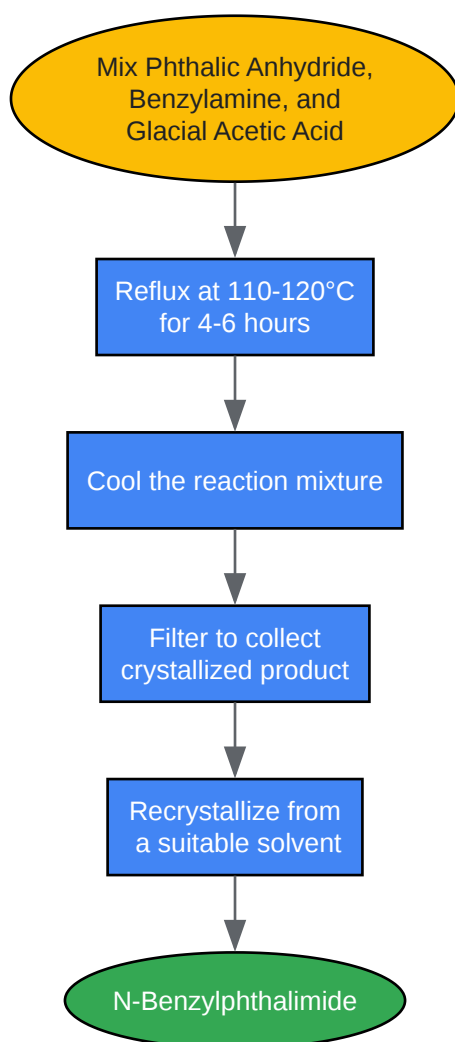 Mix Phthalic Anhydride,
Benzylamine, and
Glacial Acetic Acid
Reflux at 110-120°C
for 4-6 hours
Cool the reaction mixture
Filter to collect
crystallized product
Recrystallize from
a suitable solvent
N-Benzylphthalimide